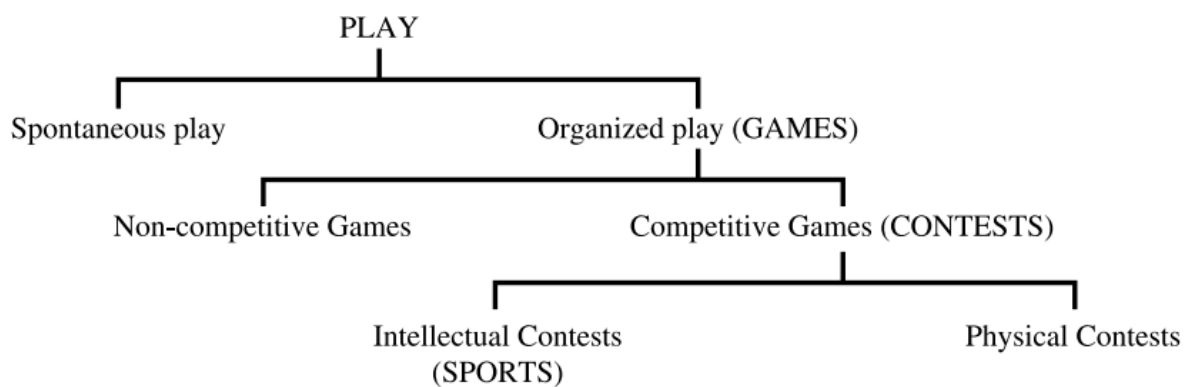 PLAY
Spontaneous play
Organized play (GAMES)
Non-competitive Games
Competitive Games (CONTESTS)
Intellectual Contests
(SPORTS)
Physical Contests